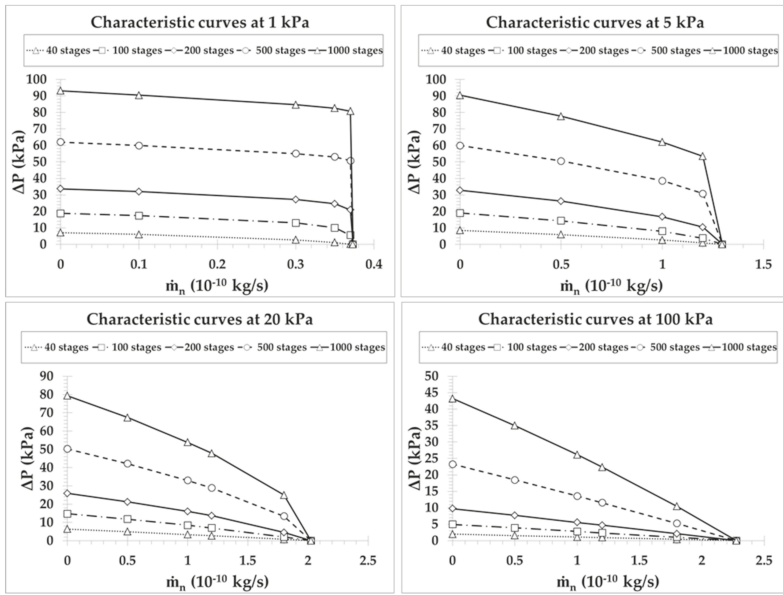 Characteristic curves at 1 kPa
40 stages 100 stages 200 stages 500 stages 1000 stages
100
90
80
70
60
50
40
30
20
10
0
ΔP (kPa)
0 0.1 0.2 0.3 0.4
ṁn (10-10 kg/s)
Characteristic curves at 5 kPa
40 stages 100 stages 200 stages 500 stages 1000 stages
100
90
80
70
60
50
40
30
20
10
0
ΔP (kPa)
0 0.5 1 1.5
ṁn (10-10 kg/s)
Characteristic curves at 20 kPa
40 stages 100 stages 200 stages 500 stages 1000 stages
90
80
70
60
50
40
30
20
10
0
ΔP (kPa)
0 0.5 1 1.5 2 2.5
ṁn (10-10 kg/s)
Characteristic curves at 100 kPa
40 stages 100 stages 200 stages 500 stages 1000 stages
50
45
40
35
30
25
20
15
10
5
0
ΔP (kPa)
0 0.5 1 1.5 2 2.5
ṁn (10-10 kg/s)